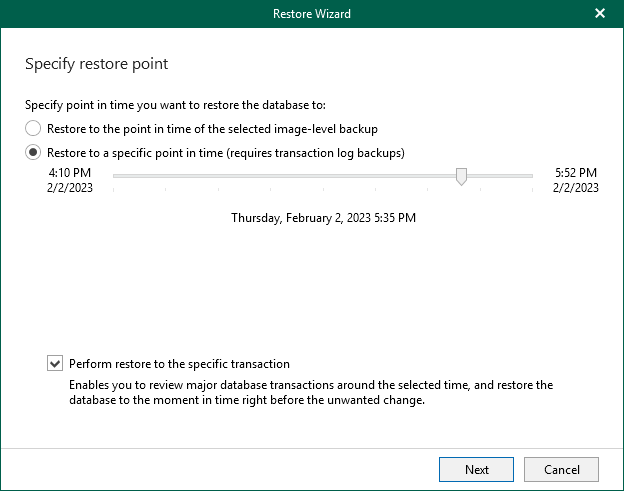 Restore Wizard
Specify restore point
Specify point in time you want to restore the database to:
Restore to the point in time of the selected image-level backup
Restore to a specific point in time (requires transaction log backups)
4:10 PM
2/2/2023
5:52 PM
2/2/2023
Thursday, February 2, 2023 5:35 PM
Perform restore to the specific transaction
Enables you to review major database transactions around the selected time, and restore the
database to the moment in time right before the unwanted change.
Next
Cancel